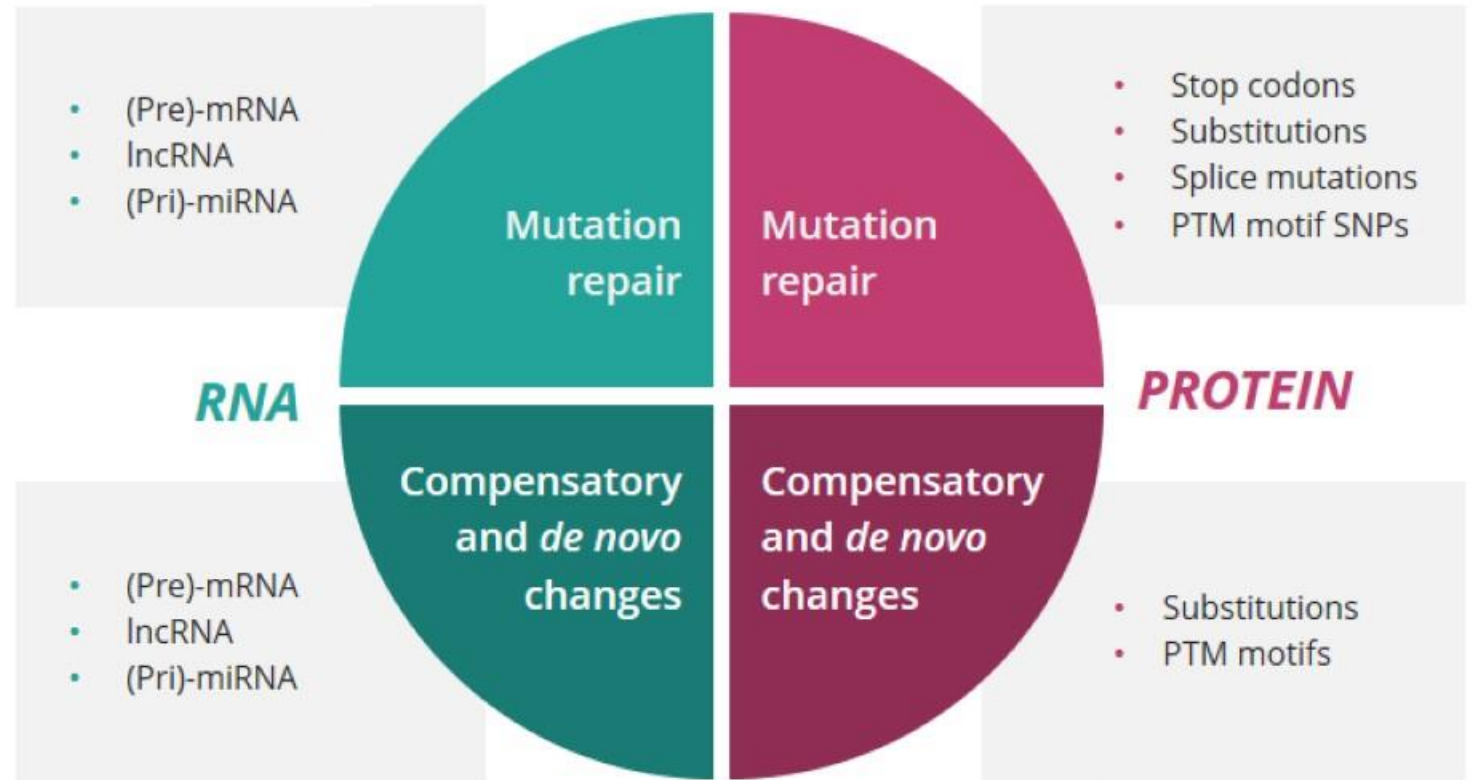 • (Pre)-mRNA
• lncRNA
• (Pri)-miRNA
Mutation
repair
Mutation
repair
• Stop codons
• Substitutions
• Splice mutations
• PTM motif SNPs
RNA
PROTEIN
Compensatory
and de novo
changes
Compensatory
and de novo
changes
• (Pre)-mRNA
• lncRNA
• (Pri)-miRNA
• Substitutions
• PTM motifs